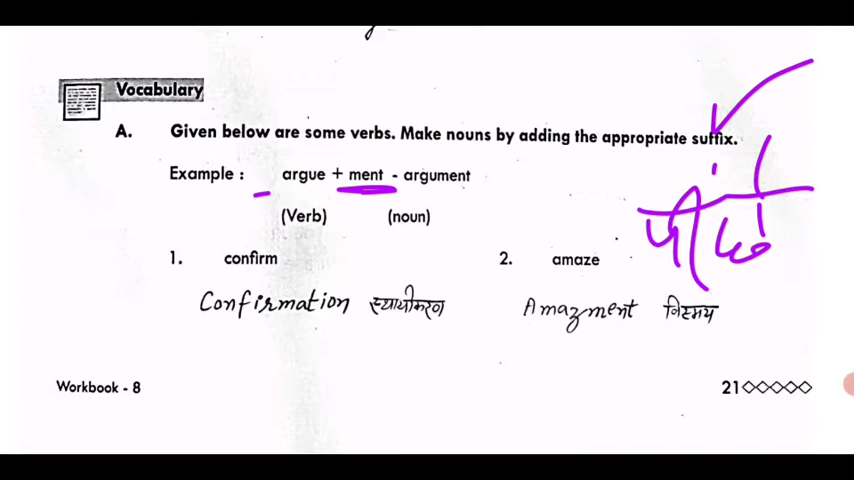 Vocabulary
A. Given below are some verbs. Make nouns by adding the appropriate suffix.
Example : argue + ment - argument
(Verb) (noun)
पीछे
1. confirm 2. amaze
Confirmation स्थायीकरण Amazment विस्मय
Workbook - 8 21